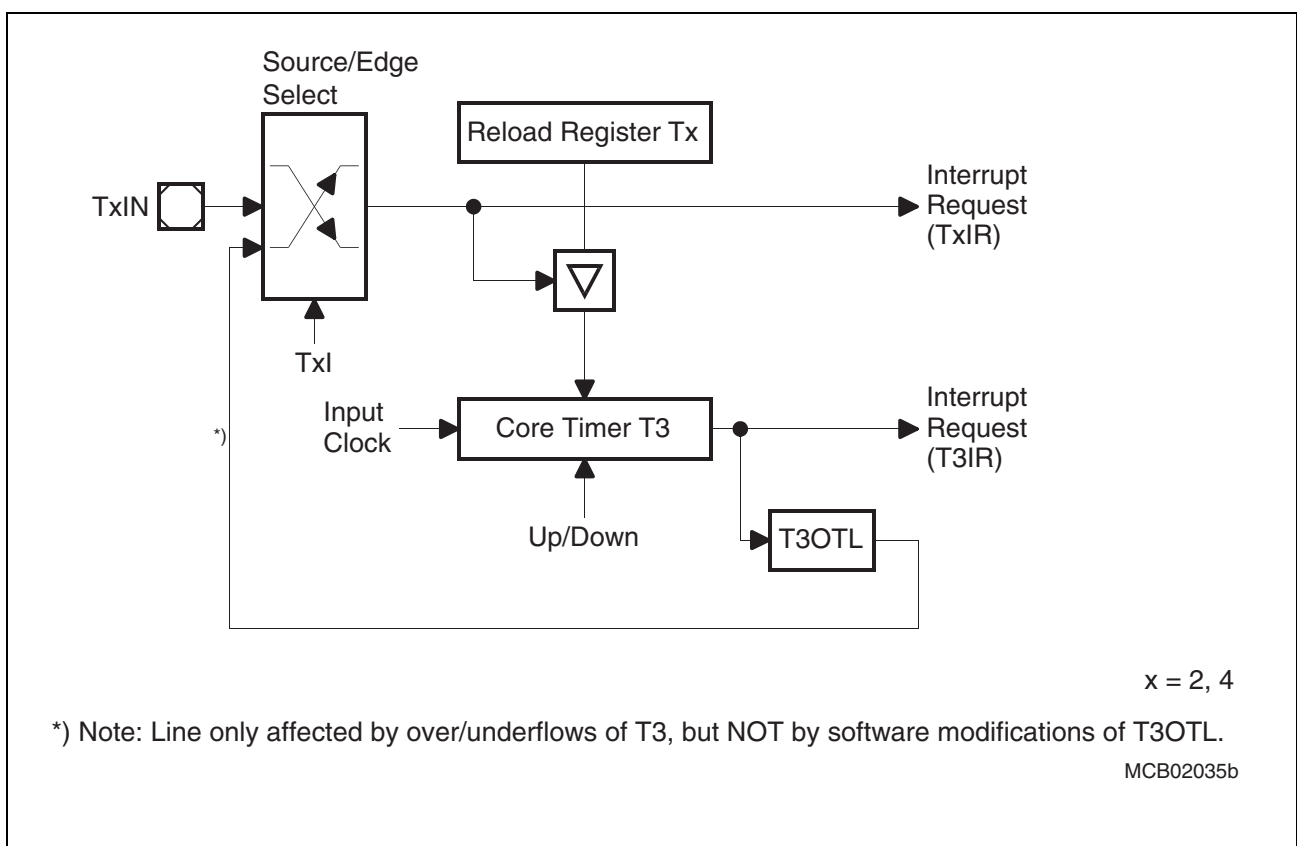 Source/Edge
Select
Reload Register Tx
TxIN
Interrupt
Request
(TxIR)
TxI
Input
Clock
Core Timer T3
Interrupt
Request
(T3IR)
*)
Up/Down
T3OTL
x = 2, 4
*) Note: Line only affected by over/underflows of T3, but NOT by software modifications of T3OTL.
MCB02035b